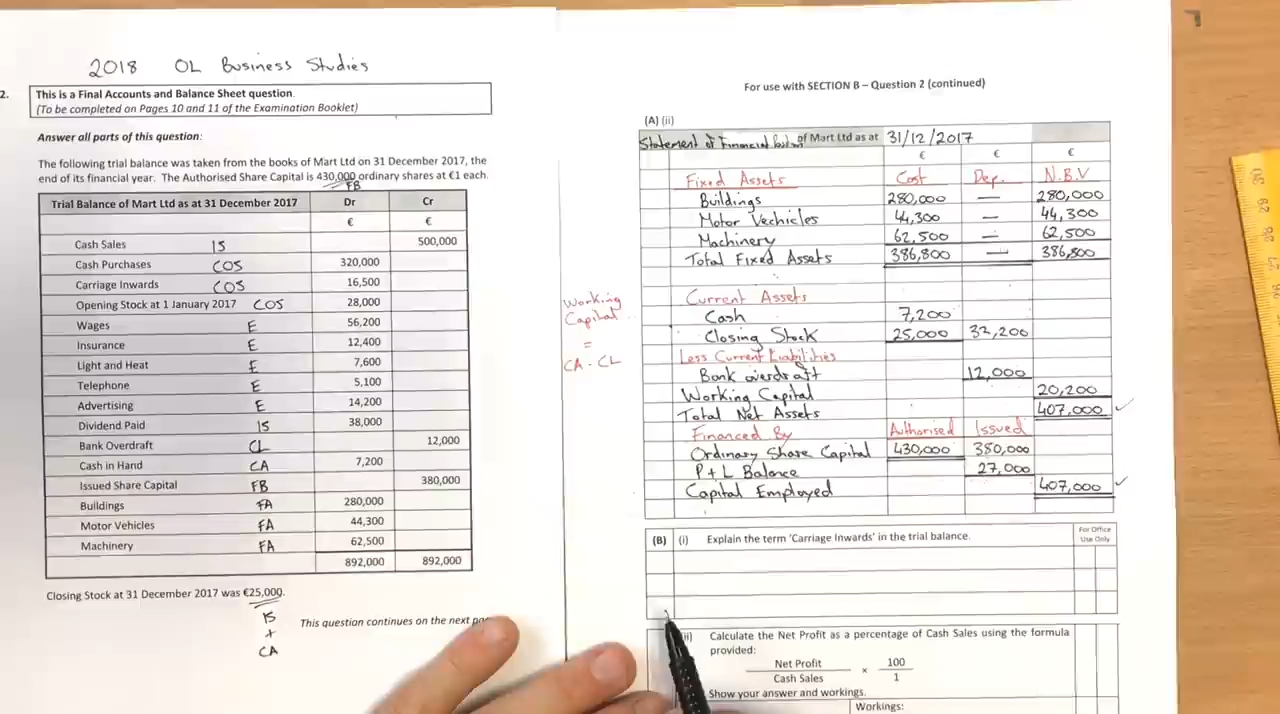 2018 OL Business Studies
2.
This is a Final Accounts and Balance Sheet question.
(To be completed on Pages 10 and 11 of the Examination Booklet)
Answer all parts of this question:
The following trial balance was taken from the books of Mart Ltd on 31 December 2017, the
end of its financial year. The Authorised Share Capital is 430,000 ordinary shares at €1 each.
FB
Trial Balance of Mart Ltd as at 31 December 2017 Dr Cr
€ €
Cash Sales IS 500,000
Cash Purchases COS 320,000
Carriage Inwards COS 16,500
Opening Stock at 1 January 2017 COS 28,000
Wages E 56,200
Insurance E 12,400
Light and Heat E 7,600
Telephone E 5,100
Advertising E 14,200
Dividend Paid IS 38,000
Bank Overdraft CL 12,000
Cash in Hand CA 7,200
Issued Share Capital FB 380,000
Buildings FA 280,000
Motor Vehicles FA 44,300
Machinery FA 62,500
892,000 892,000
Closing Stock at 31 December 2017 was €25,000.
IS
+
CA
This question continues on the next
Working
Capital
=
CA - CL
For use with SECTION B – Question 2 (continued)
(A) (ii)
Statement of Financial of Mart Ltd as at 31/12/2017
€ € €
Fixed Assets Cost Dep. N.B.V
Buildings 280,000 — 280,000
Motor Vechicles 44,300 — 44,300
Machinery 62,500 — 62,500
Total Fixed Assets 386,800 — 386,800
Current Assets
Cash 7,200
Closing Stock 25,000 32,200
Less Current Liabilities
Bank overdraft 12,000
Working Capital 20,200
Total Net Assets 407,000 ✓
Financed By Authorised Issued
Ordinary Share Capital 430,000 380,000
P + L Balance 27,000
Capital Employed 407,000 ✓
(B) (i) Explain the term 'Carriage Inwards' in the trial balance. For Office
Use Only
Calculate the Net Profit as a percentage of Cash Sales using the formula
provided:
Net Profit × 100
Cash Sales 1
Show your answer and workings.
Workings: